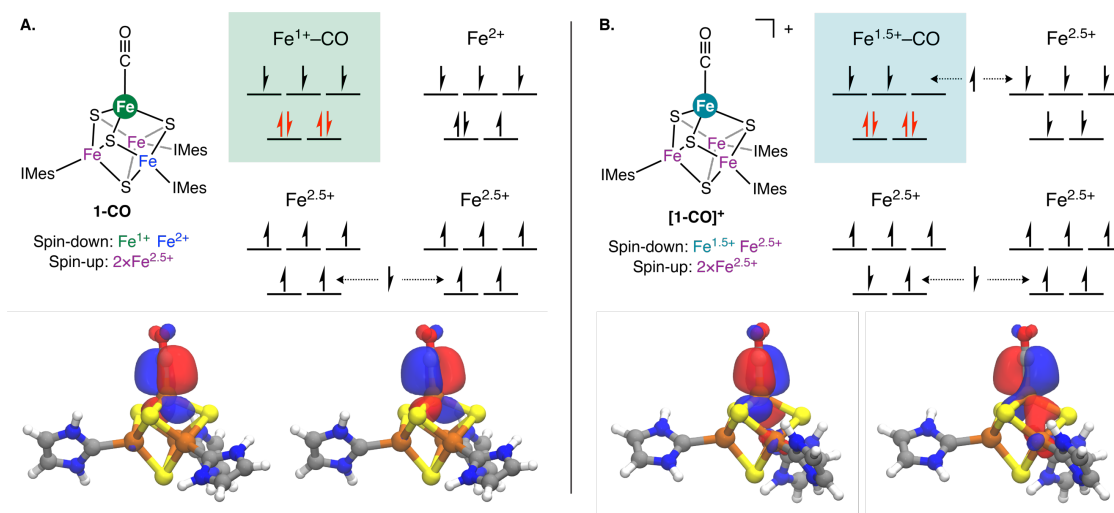 A.
O
C
Fe
S
S
S
Fe
Fe
IMes
Fe
IMes
S
IMes
1-CO
Spin-down: Fe¹⁺ Fe²⁺
Spin-up: 2×Fe²·⁵⁺
Fe¹⁺–CO
Fe²⁺
Fe²·⁵⁺
Fe²·⁵⁺
B.
+
O
C
Fe
S
S
S
Fe
IMes
Fe
Fe
IMes
S
IMes
[1-CO]⁺
Spin-down: Fe¹·⁵⁺ Fe²·⁵⁺
Spin-up: 2×Fe²·⁵⁺
Fe¹·⁵⁺–CO
Fe²·⁵⁺
Fe²·⁵⁺
Fe²·⁵⁺